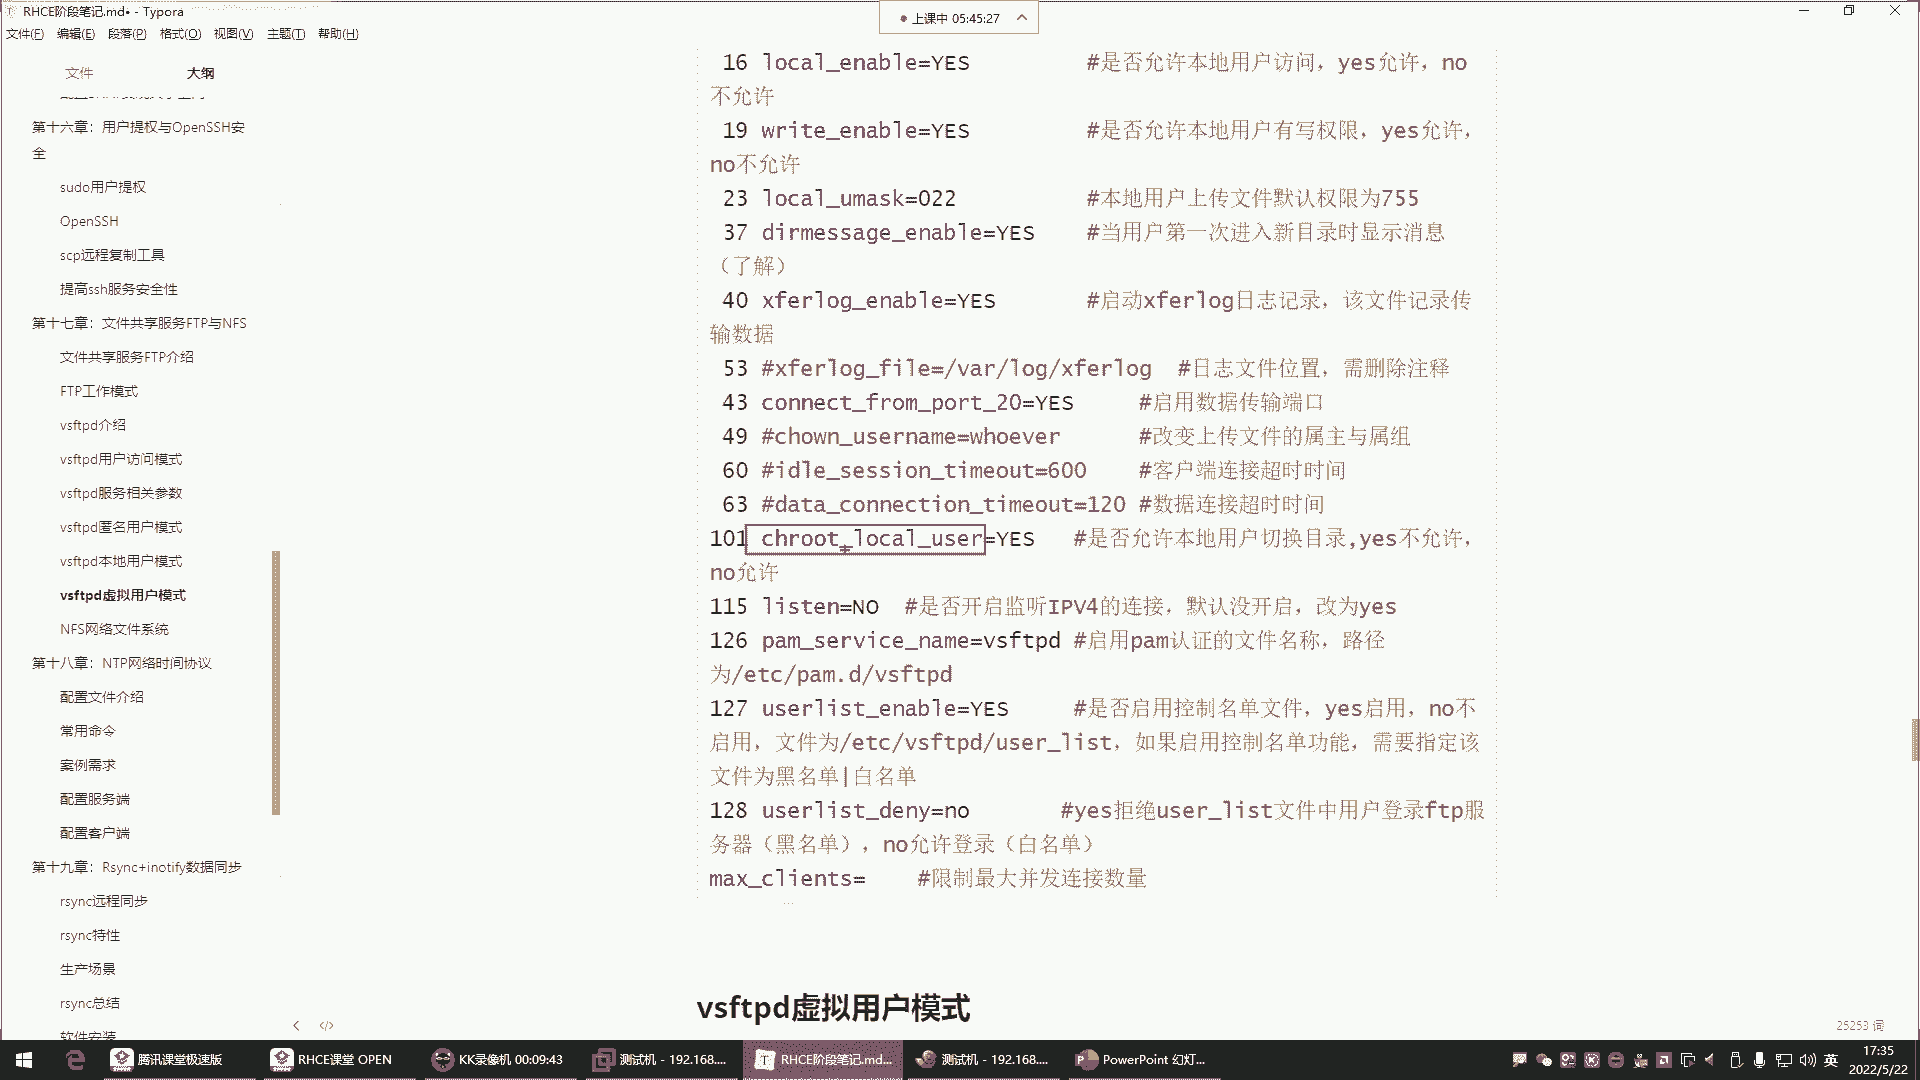 RHCE阶段笔记.md• - Typora
上课中 05:45:27
文件(F) 编辑(E) 段落(P) 格式(O) 视图(V) 主题(T) 帮助(H)
文件 大纲
第十六章：用户提权与OpenSSH安
全
sudo用户提权
OpenSSH
scp远程复制工具
提高ssh服务安全性
第十七章：文件共享服务FTP与NFS
文件共享服务FTP介绍
FTP工作模式
vsftpd介绍
vsftpd用户访问模式
vsftpd服务相关参数
vsftpd匿名用户模式
vsftpd本地用户模式
vsftpd虚拟用户模式
NFS网络文件系统
第十八章：NTP网络时间协议
配置文件介绍
常用命令
案例需求
配置服务端
配置客户端
第十九章：Rsync+inotify数据同步
rsync远程同步
rsync特性
生产场景
rsync总结
软件安装
16 local_enable=YES #是否允许本地用户访问，yes允许，no
不允许
19 write_enable=YES #是否允许本地用户有写权限，yes允许，
no不允许
23 local_umask=022 #本地用户上传文件默认权限为755
37 dirmessage_enable=YES #当用户第一次进入新目录时显示消息
（了解）
40 xferlog_enable=YES #启动xferlog日志记录，该文件记录传
输数据
53 #xferlog_file=/var/log/xferlog #日志文件位置，需删除注释
43 connect_from_port_20=YES #启用数据传输端口
49 #chown_username=whoever #改变上传文件的属主与属组
60 #idle_session_timeout=600 #客户端连接超时时间
63 #data_connection_timeout=120 #数据连接超时时间
101 chroot_local_user=YES #是否允许本地用户切换目录,yes不允许，
no允许
115 listen=NO #是否开启监听IPV4的连接，默认没开启，改为yes
126 pam_service_name=vsftpd #启用pam认证的文件名称，路径
为/etc/pam.d/vsftpd
127 userlist_enable=YES #是否启用控制名单文件，yes启用，no不
启用，文件为/etc/vsftpd/user_list，如果启用控制名单功能，需要指定该
文件为黑名单|白名单
128 userlist_deny=no #yes拒绝user_list文件中用户登录ftp服
务器（黑名单），no允许登录（白名单）
max_clients= #限制最大并发连接数量
vsftpd虚拟用户模式
25253 词
腾讯课堂极速版 RHCE课堂 OPEN KK录像机 00:09:43 测试机 - 192.168.... RHCE阶段笔记.md... 测试机 - 192.168.... PowerPoint 幻灯... 英
17:35
2022/5/22